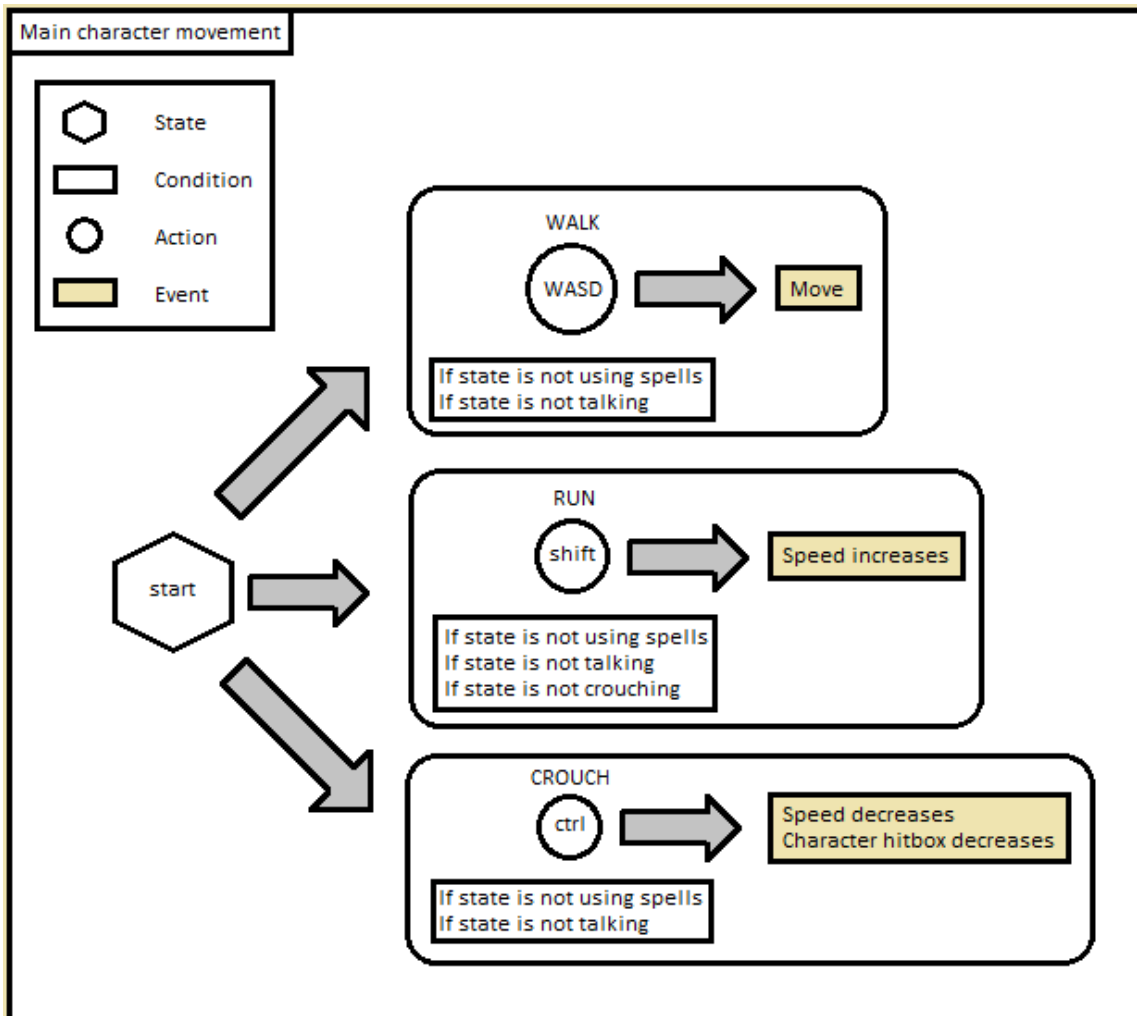 Main character movement
State
Condition
Action
Event
WALK
WASD
Move
If state is not using spells
If state is not talking
start
RUN
shift
Speed increases
If state is not using spells
If state is not talking
If state is not crouching
CROUCH
ctrl
Speed decreases
Character hitbox decreases
If state is not using spells
If state is not talking